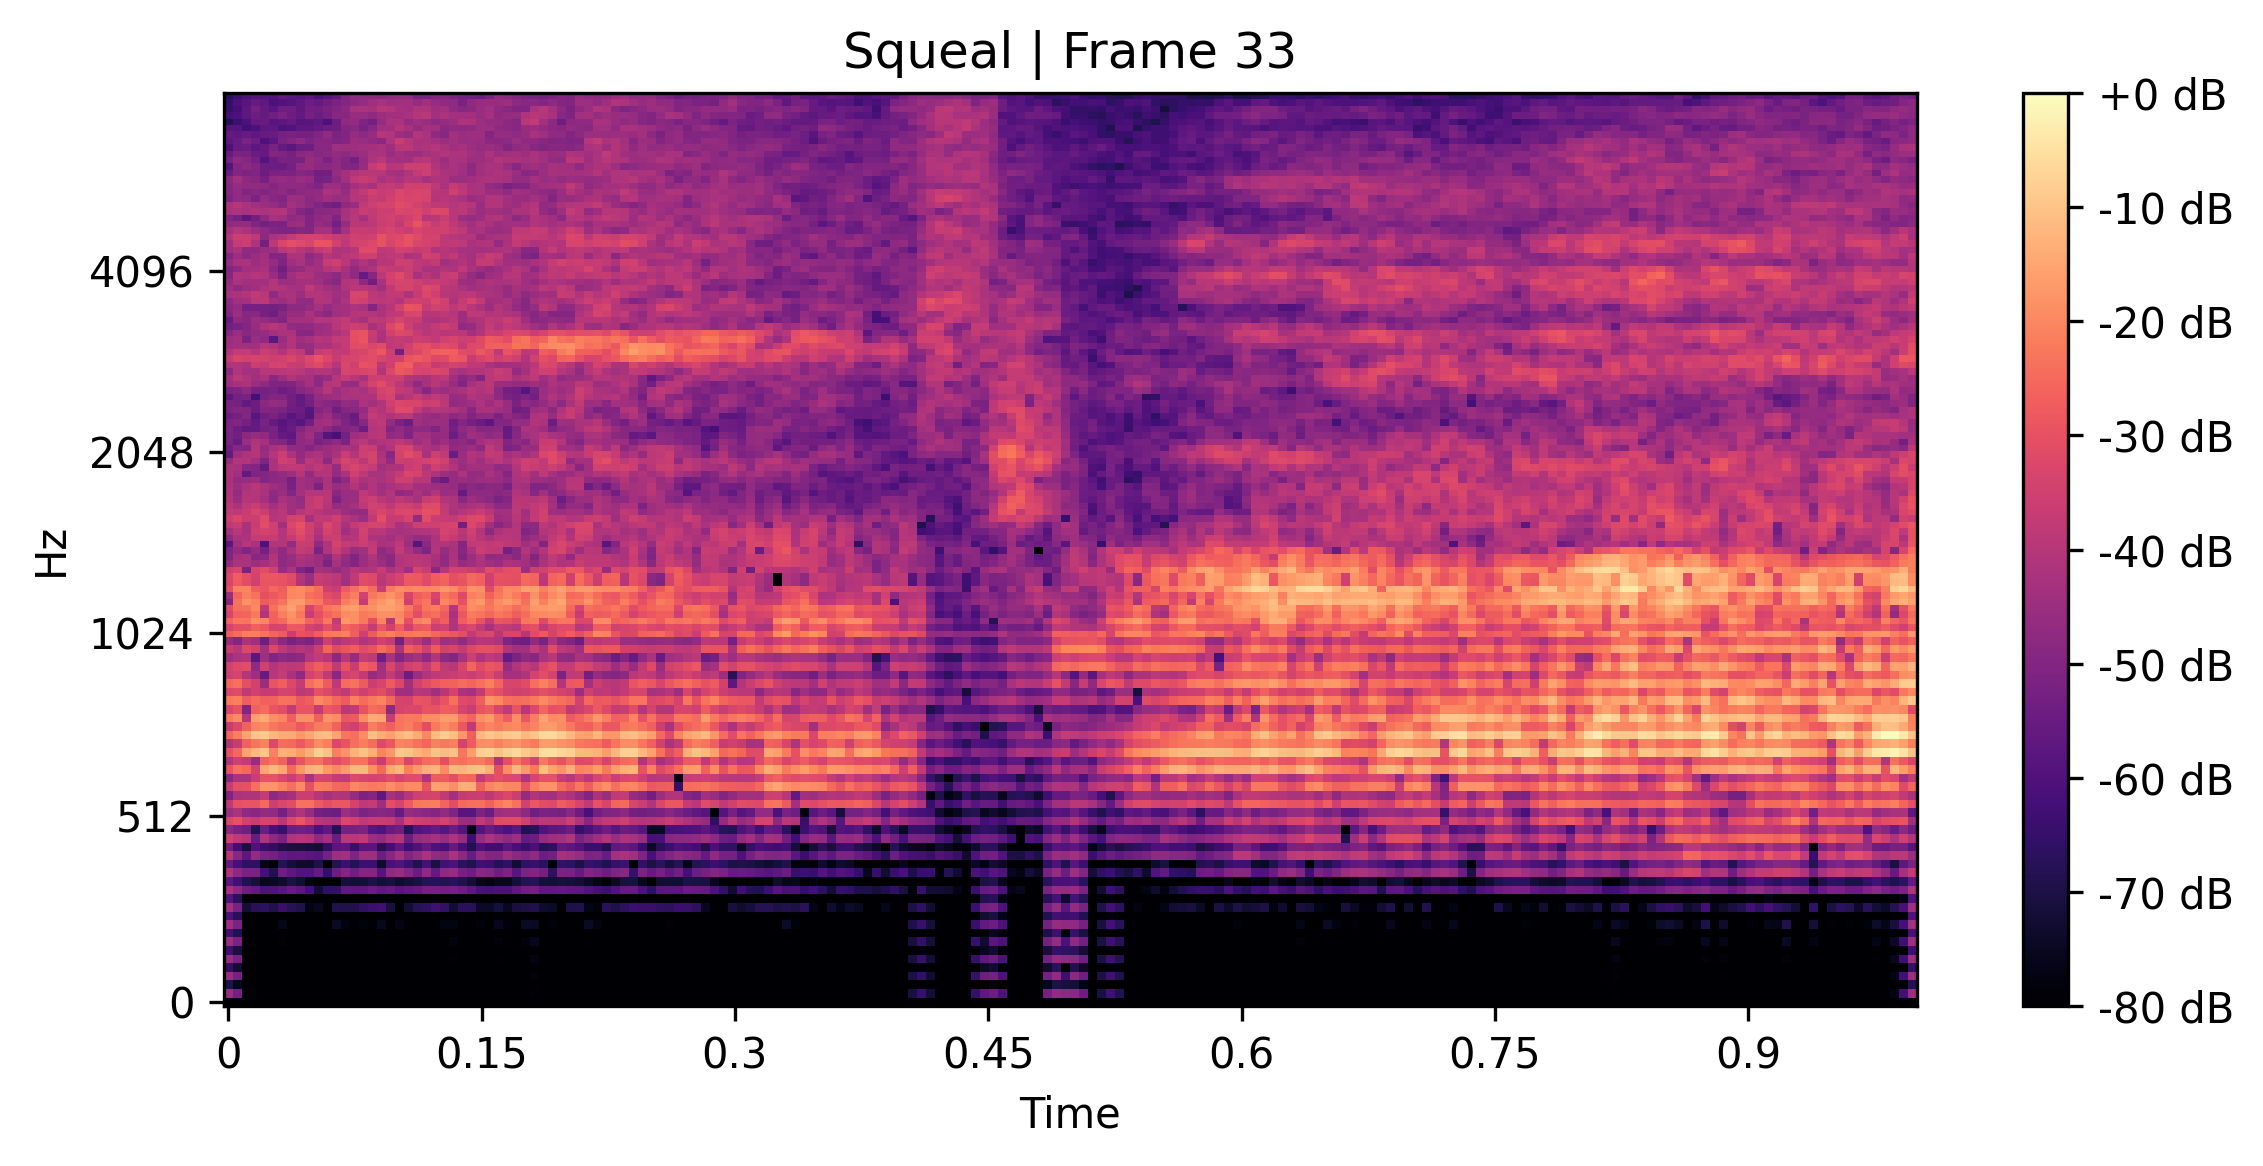 Squeal | Frame 33
Hz
4096
2048
1024
512
0
0 0.15 0.3 0.45 0.6 0.75 0.9
Time
+0 dB
-10 dB
-20 dB
-30 dB
-40 dB
-50 dB
-60 dB
-70 dB
-80 dB